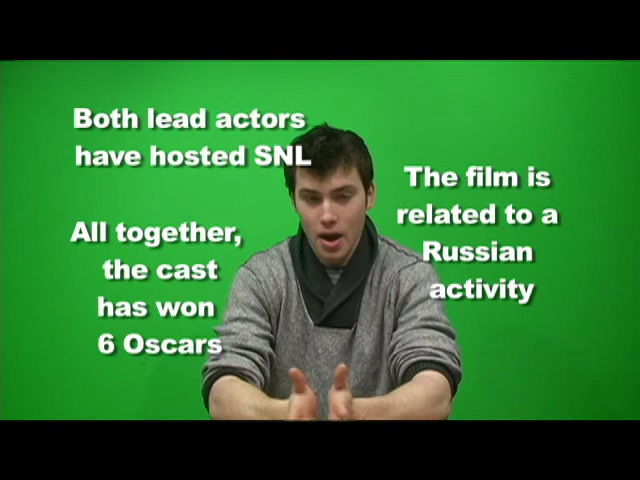 Both lead actors
have hosted SNL
All together,
the cast
has won
6 Oscars
The film is
related to a
Russian
activity